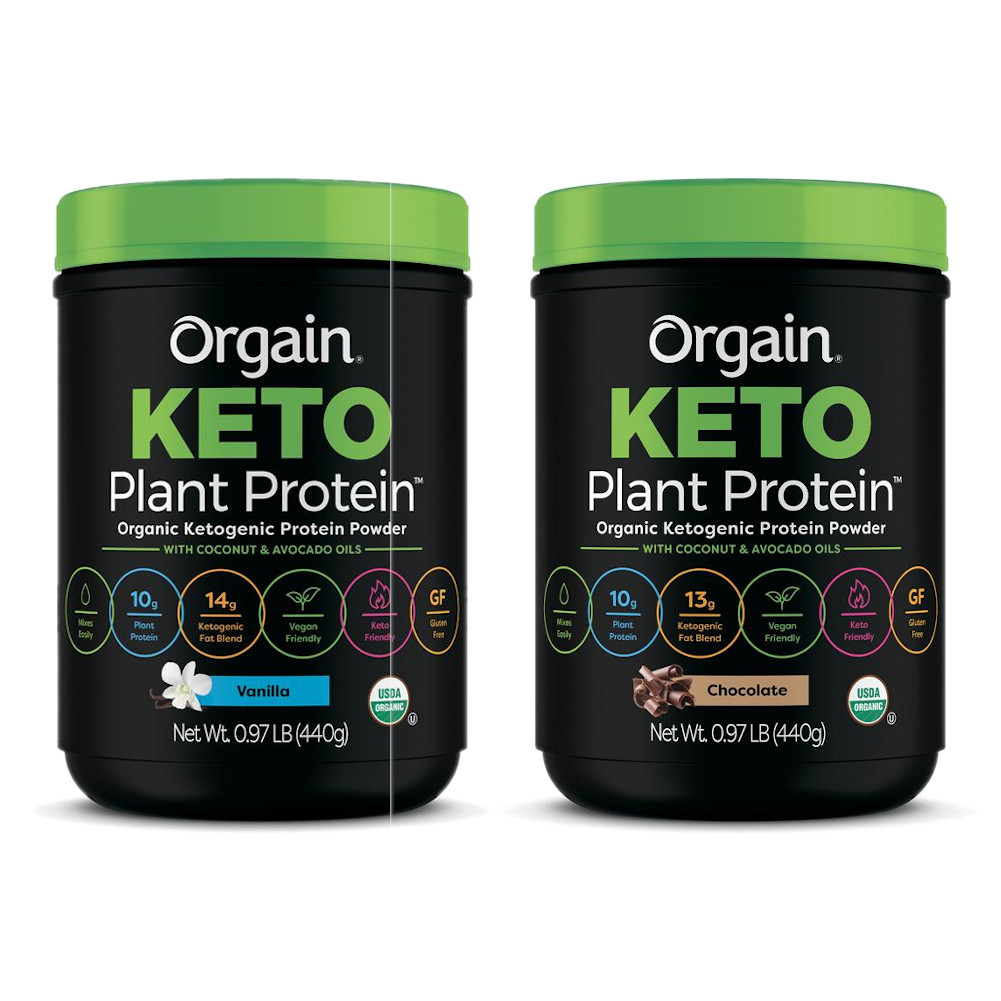 Orgain®
KETO
Plant Protein™
Organic Ketogenic Protein Powder
WITH COCONUT & AVOCADO OILS
Mixes
Easily
10g
Plant
Protein
14g
Ketogenic
Fat Blend
Vegan
Friendly
Keto
Friendly
GF
Gluten
Free
Vanilla
USDA
ORGANIC
U
Net Wt. 0.97 LB (440g)
Orgain®
KETO
Plant Protein™
Organic Ketogenic Protein Powder
WITH COCONUT & AVOCADO OILS
Mixes
Easily
10g
Plant
Protein
13g
Ketogenic
Fat Blend
Vegan
Friendly
Keto
Friendly
GF
Gluten
Free
Chocolate
USDA
ORGANIC
U
Net Wt. 0.97 LB (440g)